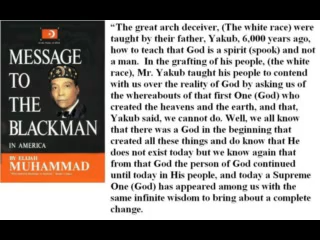 MESSAGE
TO THE
BLACKMAN
IN AMERICA
BY ELIJAH
MUHAMMAD
“The great arch deceiver, (The white race) were
taught by their father, Yakub, 6,000 years ago,
how to teach that God is a spirit (spook) and not
a man. In the grafting of his people, (the white
race), Mr. Yakub taught his people to contend
with us over the reality of God by asking us of
the whereabouts of that first One (God) who
created the heavens and the earth, and that,
Yakub said, we cannot do. Well, we all know
that there was a God in the beginning that
created all these things and do know that He
does not exist today but we know again that
from that God the person of God continued
until today in His people, and today a Supreme
One (God) has appeared among us with the
same infinite wisdom to bring about a complete
change.